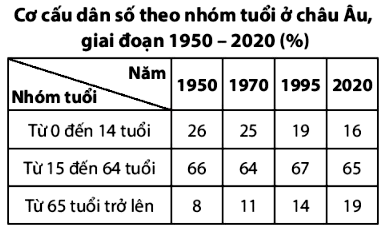 Cơ cấu dân số theo nhóm tuổi ở châu Âu,
giai đoạn 1950 – 2020 (%)
Năm
Nhóm tuổi
1950 1970 1995 2020
Từ 0 đến 14 tuổi 26 25 19 16
Từ 15 đến 64 tuổi 66 64 67 65
Từ 65 tuổi trở lên 8 11 14 19